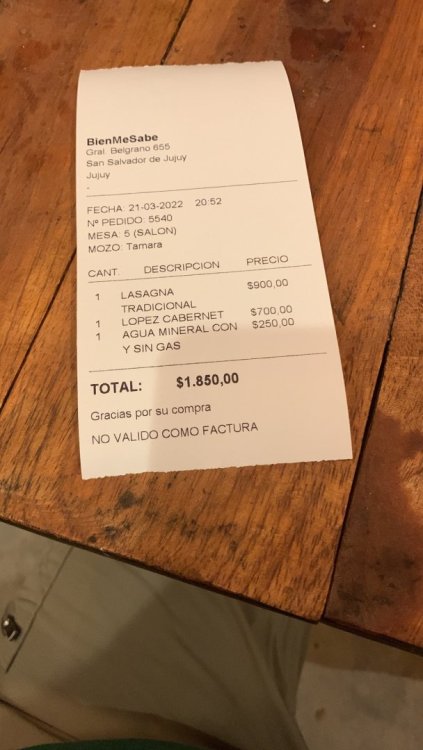 BienMeSabe
Gral. Belgrano 655
San Salvador de Jujuy
Jujuy
-
FECHA: 21-03-2022 20:52
Nº PEDIDO: 5540
MESA: 5 (SALON)
MOZO: Tamara
CANT. DESCRIPCION PRECIO
1 LASAGNA $900,00
TRADICIONAL
1 LOPEZ CABERNET $700,00
1 AGUA MINERAL CON $250,00
Y SIN GAS
TOTAL: $1.850,00
Gracias por su compra
NO VALIDO COMO FACTURA